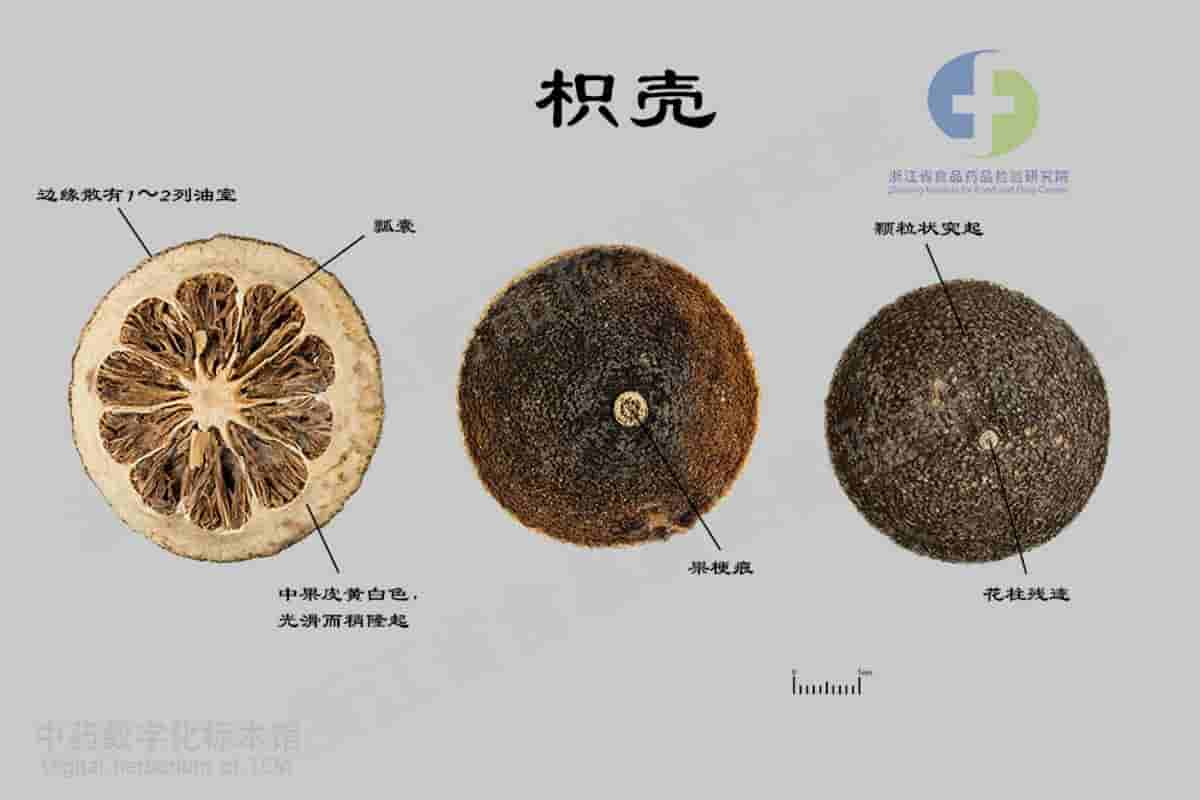 枳壳
浙江省食品药品检验研究院
Zhejiang Institute for Food and Drug Control
边缘散有1～2列油室
瓤囊
颗粒状突起
果梗痕
花柱残迹
中果皮黄白色，
光滑而稍隆起
0
中药数字化标本馆
Digital herbarium of TCM